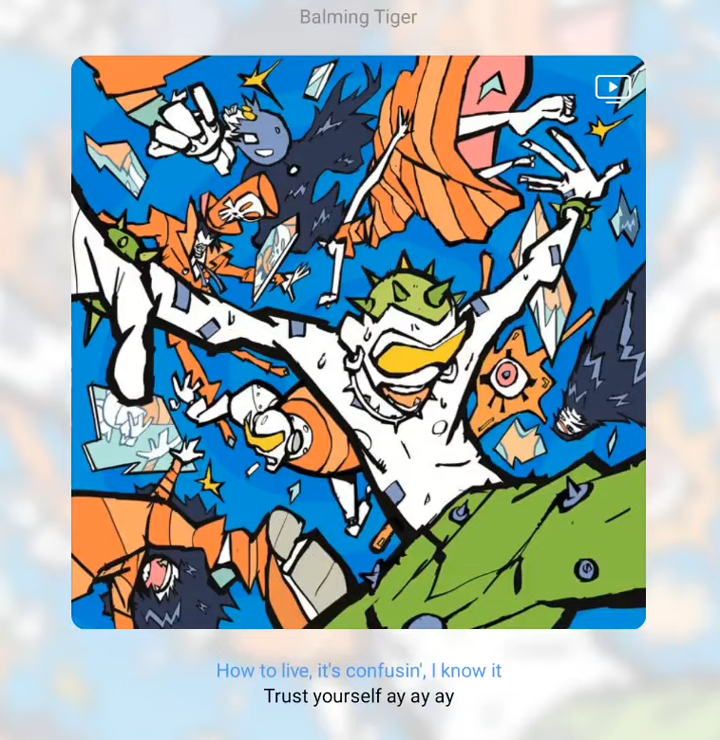 Balming Tiger
How to live, it's confusin', I know it
Trust yourself ay ay ay